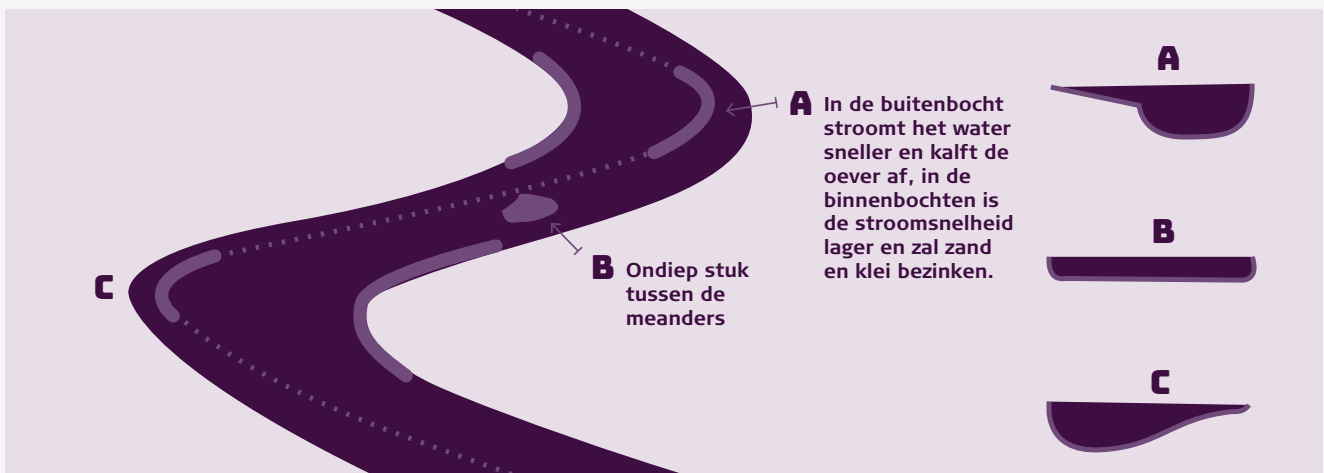 A
In de buitenbocht
stroomt het water
sneller en kalft de
oever af, in de
binnenbochten is
de stroomsnelheid
lager en zal zand
en klei bezinken.
B
Ondiep stuk
tussen de
meanders
C
A
B
C